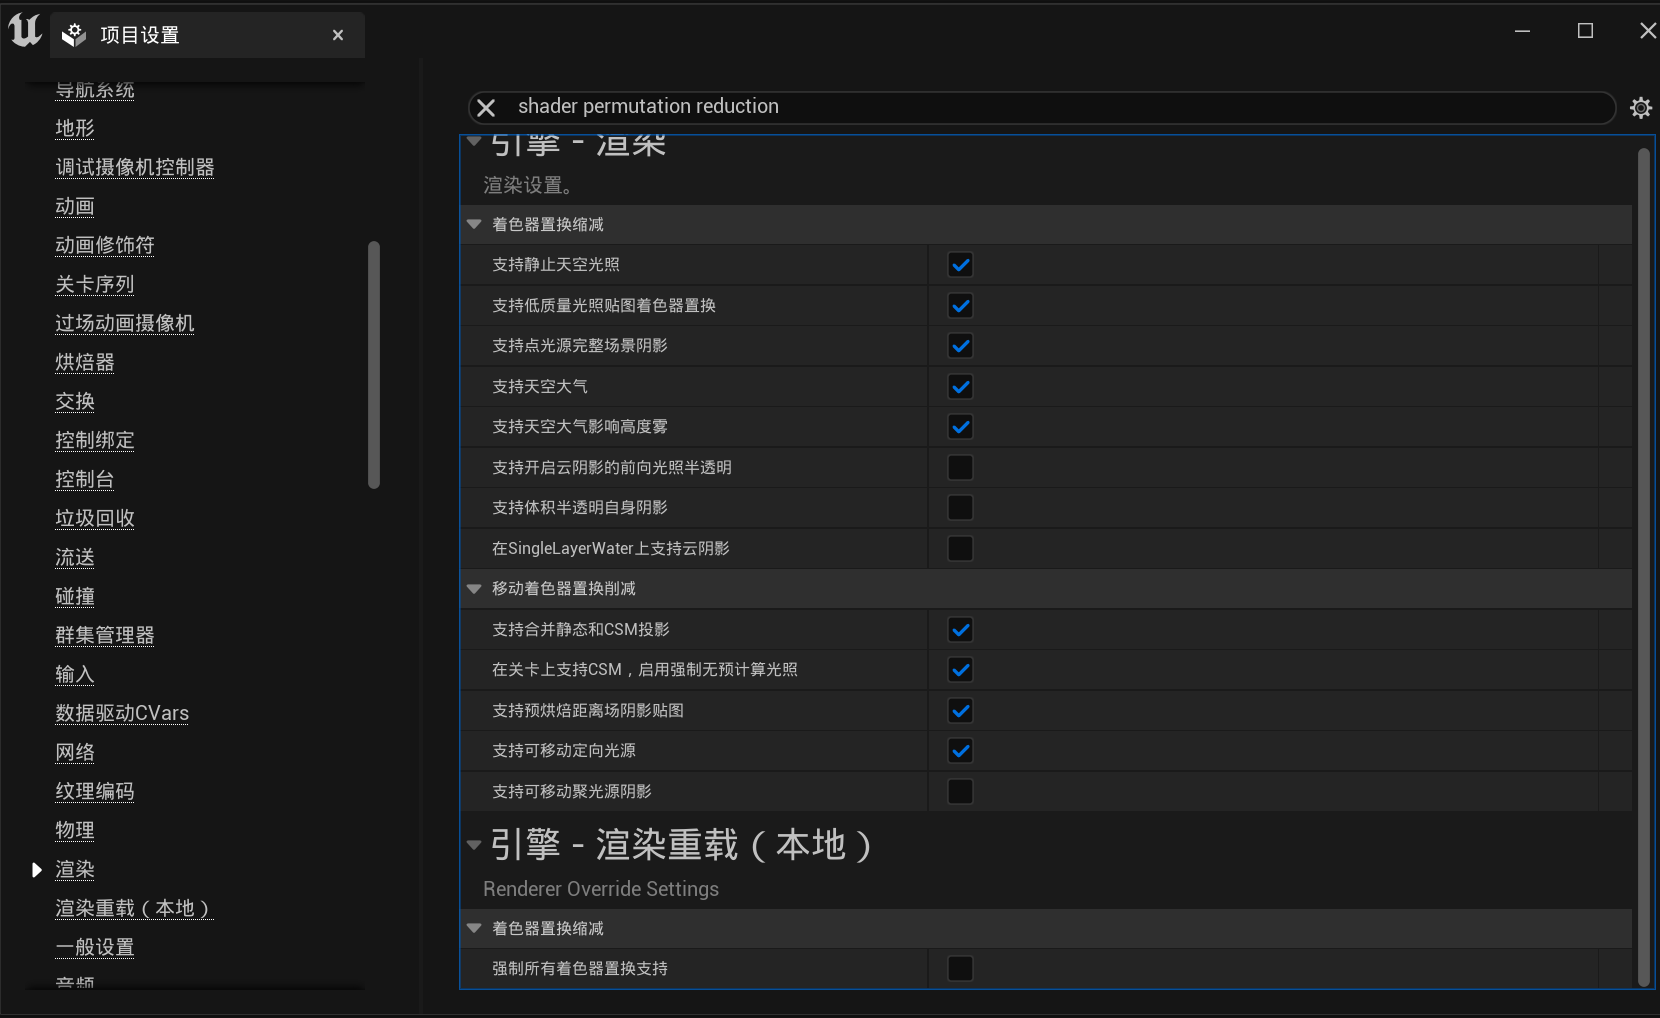 项目设置
导航系统
地形
调试摄像机控制器
动画
动画修饰符
关卡序列
过场动画摄像机
烘焙器
交换
控制绑定
控制台
垃圾回收
流送
碰撞
群集管理器
输入
数据驱动CVars
网络
纹理编码
物理
渲染
渲染重载（本地）
一般设置
音频
shader permutation reduction
引擎 - 渲染
渲染设置。
着色器置换缩减
支持静止天空光照
支持低质量光照贴图着色器置换
支持点光源完整场景阴影
支持天空大气
支持天空大气影响高度雾
支持开启云阴影的前向光照半透明
支持体积半透明自身阴影
在SingleLayerWater上支持云阴影
移动着色器置换削减
支持合并静态和CSM投影
在关卡上支持CSM，启用强制无预计算光照
支持预烘焙距离场阴影贴图
支持可移动定向光源
支持可移动聚光源阴影
引擎 - 渲染重载（本地）
Renderer Override Settings
着色器置换缩减
强制所有着色器置换支持